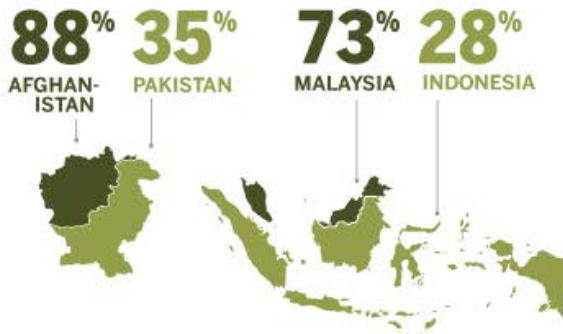 88% 35% 73% 28%
AFGHAN-
ISTAN
PAKISTAN
MALAYSIA
INDONESIA